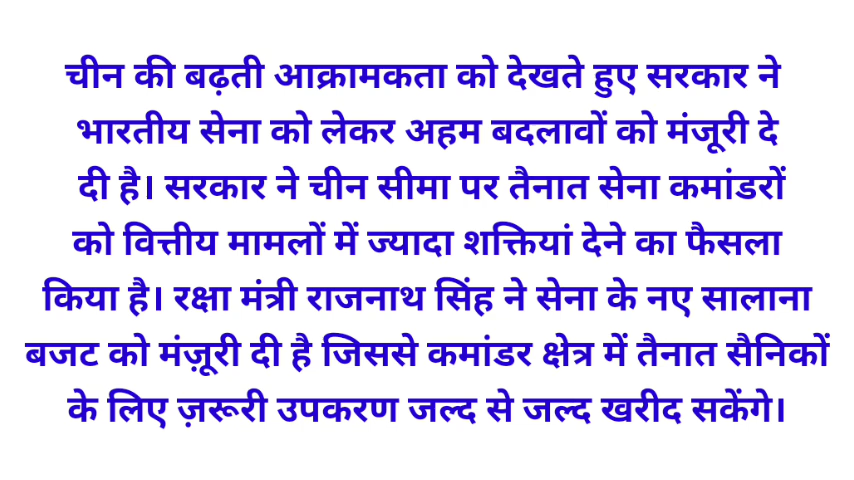 चीन की बढ़ती आक्रामकता को देखते हुए सरकार ने
भारतीय सेना को लेकर अहम बदलावों को मंजूरी दे
दी है। सरकार ने चीन सीमा पर तैनात सेना कमांडरों
को वित्तीय मामलों में ज्यादा शक्तियां देने का फैसला
किया है। रक्षा मंत्री राजनाथ सिंह ने सेना के नए सालाना
बजट को मंज़ूरी दी है जिससे कमांडर क्षेत्र में तैनात सैनिकों
के लिए ज़रूरी उपकरण जल्द से जल्द खरीद सकेंगे।